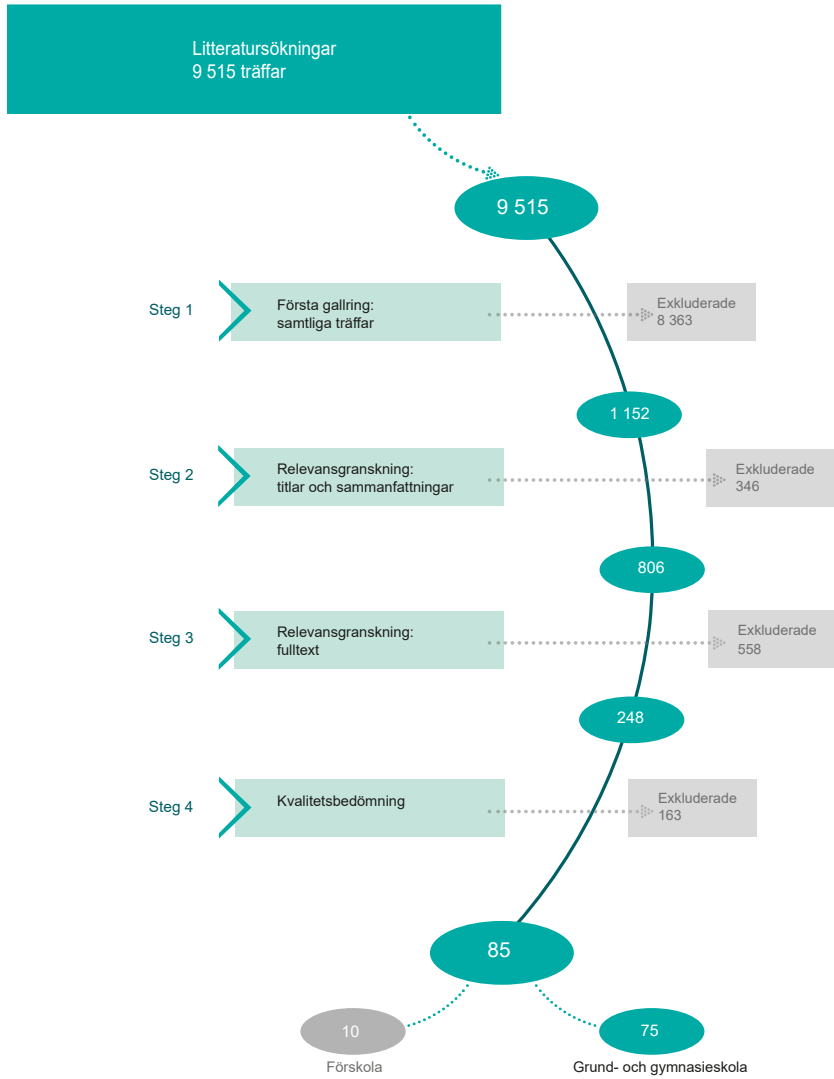 Litteratursökningar
9 515 träffar
9 515
Steg 1
Första gallring:
samtliga träffar
Exkluderade
8 363
1 152
Steg 2
Relevansgranskning:
titlar och sammanfattningar
Exkluderade
346
806
Steg 3
Relevansgranskning:
fulltext
Exkluderade
558
248
Steg 4
Kvalitetsbedömning
Exkluderade
163
85
10
75
Förskola
Grund- och gymnasieskola